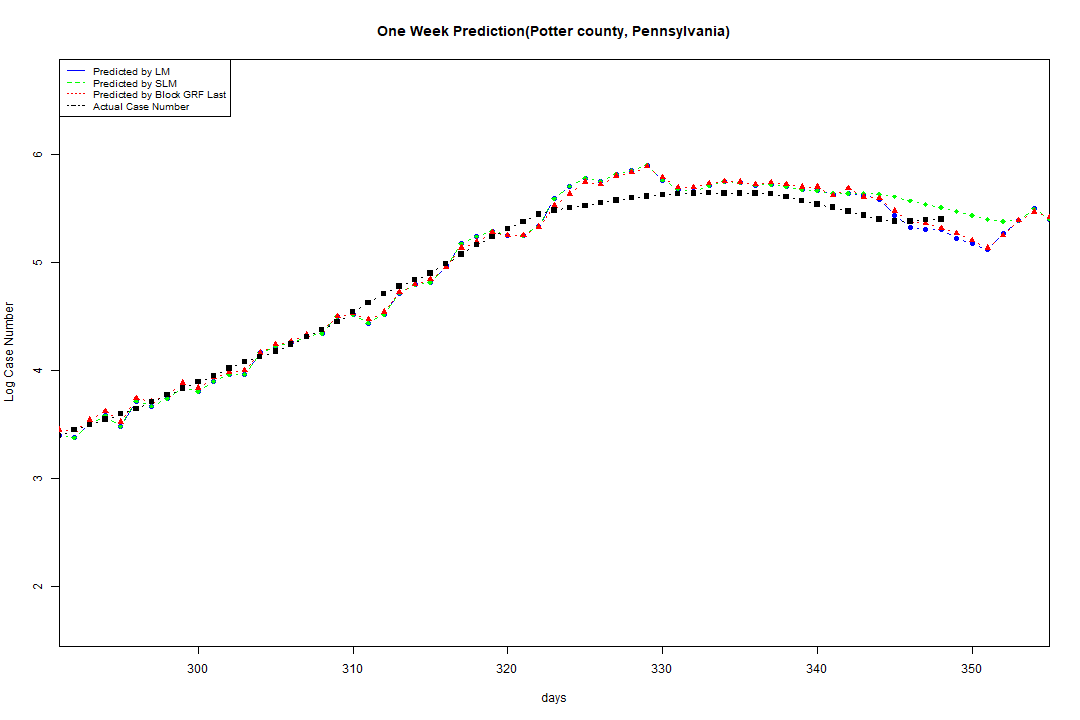 One Week Prediction(Potter county, Pennsylvania)
Predicted by LM
Predicted by SLM
Predicted by Block GRF Last
Actual Case Number
6
5
4
3
2
Log Case Number
300 310 320 330 340 350
days